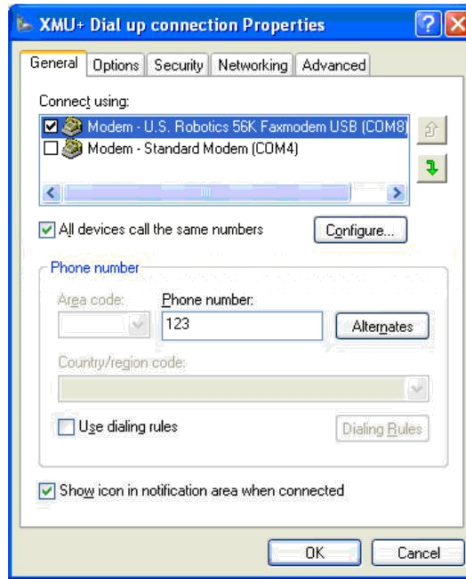 XMU+ Dial up connection Properties
General Options Security Networking Advanced
Connect using:
Modem - U.S. Robotics 56K Faxmodem USB (COM8)
Modem - Standard Modem (COM4)
All devices call the same numbers
Configure...
Phone number
Area code:
Phone number:
123
Alternates
Country/region code:
Use dialing rules
Dialing Rules
Show icon in notification area when connected
OK
Cancel